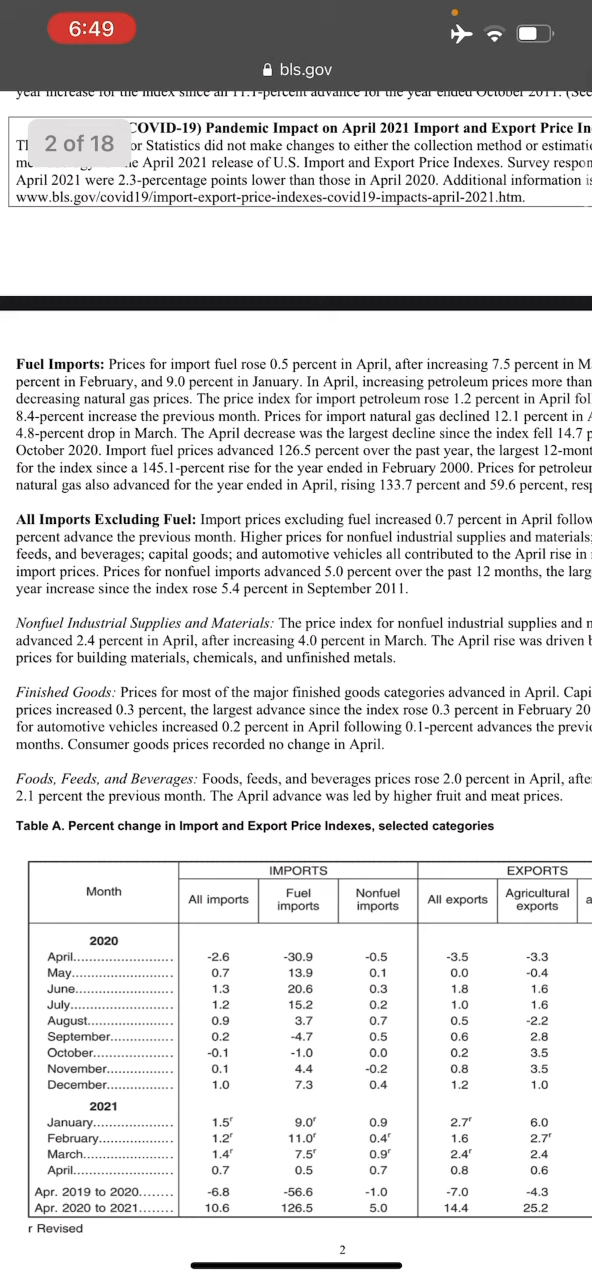 6:49
bls.gov
year increase for the index since an 11.1-percent advance for the year ended October 2011. (See
COVID-19) Pandemic Impact on April 2021 Import and Export Price In
2 of 18
or Statistics did not make changes to either the collection method or estimati
e April 2021 release of U.S. Import and Export Price Indexes. Survey respon
April 2021 were 2.3-percentage points lower than those in April 2020. Additional information is
www.bls.gov/covid19/import-export-price-indexes-covid19-impacts-april-2021.htm.
Fuel Imports: Prices for import fuel rose 0.5 percent in April, after increasing 7.5 percent in M
percent in February, and 9.0 percent in January. In April, increasing petroleum prices more than
decreasing natural gas prices. The price index for import petroleum rose 1.2 percent in April fol
8.4-percent increase the previous month. Prices for import natural gas declined 12.1 percent in A
4.8-percent drop in March. The April decrease was the largest decline since the index fell 14.7 p
October 2020. Import fuel prices advanced 126.5 percent over the past year, the largest 12-mont
for the index since a 145.1-percent rise for the year ended in February 2000. Prices for petroleu
natural gas also advanced for the year ended in April, rising 133.7 percent and 59.6 percent, resp
All Imports Excluding Fuel: Import prices excluding fuel increased 0.7 percent in April follow
percent advance the previous month. Higher prices for nonfuel industrial supplies and materials;
feeds, and beverages; capital goods; and automotive vehicles all contributed to the April rise in
import prices. Prices for nonfuel imports advanced 5.0 percent over the past 12 months, the larg
year increase since the index rose 5.4 percent in September 2011.
Nonfuel Industrial Supplies and Materials: The price index for nonfuel industrial supplies and m
advanced 2.4 percent in April, after increasing 4.0 percent in March. The April rise was driven b
prices for building materials, chemicals, and unfinished metals.
Finished Goods: Prices for most of the major finished goods categories advanced in April. Capi
prices increased 0.3 percent, the largest advance since the index rose 0.3 percent in February 20
for automotive vehicles increased 0.2 percent in April following 0.1-percent advances the previo
months. Consumer goods prices recorded no change in April.
Foods, Feeds, and Beverages: Foods, feeds, and beverages prices rose 2.0 percent in April, afte
2.1 percent the previous month. The April advance was led by higher fruit and meat prices.
Table A. Percent change in Import and Export Price Indexes, selected categories
IMPORTS EXPORTS
Month All imports Fuel imports Nonfuel imports All exports Agricultural exports a
2020
April -2.6 -30.9 -0.5 -3.5 -3.3
May 0.7 13.9 0.1 0.0 -0.4
June 1.3 20.6 0.3 1.8 1.6
July 1.2 15.2 0.2 1.0 1.6
August 0.9 3.7 0.7 0.5 -2.2
September 0.2 -4.7 0.5 0.6 2.8
October -0.1 -1.0 0.0 0.2 3.5
November 0.1 4.4 -0.2 0.8 3.5
December 1.0 7.3 0.4 1.2 1.0
2021
January 1.5r 9.0r 0.9 2.7r 6.0
February 1.2r 11.0r 0.4r 1.6 2.7r
March 1.4r 7.5r 0.9r 2.4r 2.4
April 0.7 0.5 0.7 0.8 0.6
Apr. 2019 to 2020 -6.8 -56.6 -1.0 -7.0 -4.3
Apr. 2020 to 2021 10.6 126.5 5.0 14.4 25.2
r Revised
2